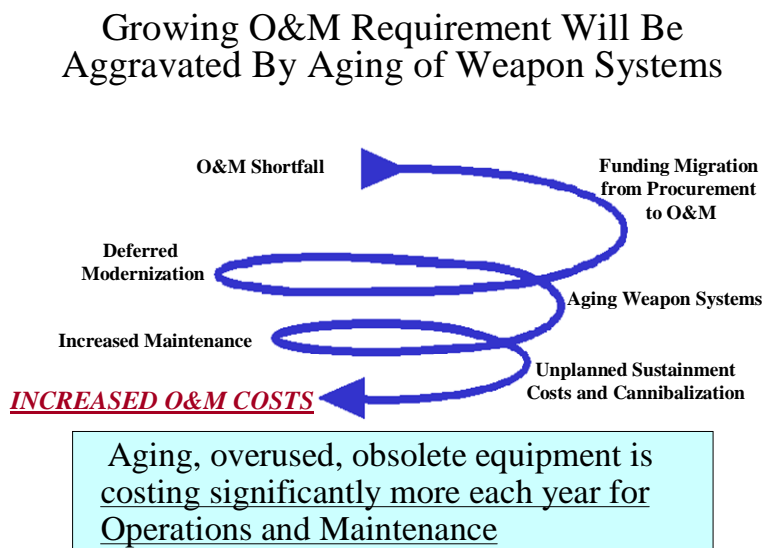 Growing O&M Requirement Will Be
Aggravated By Aging of Weapon Systems
O&M Shortfall
Funding Migration
from Procurement
to O&M
Deferred
Modernization
Aging Weapon Systems
Increased Maintenance
Unplanned Sustainment
Costs and Cannibalization
INCREASED O&M COSTS
Aging, overused, obsolete equipment is
costing significantly more each year for
Operations and Maintenance